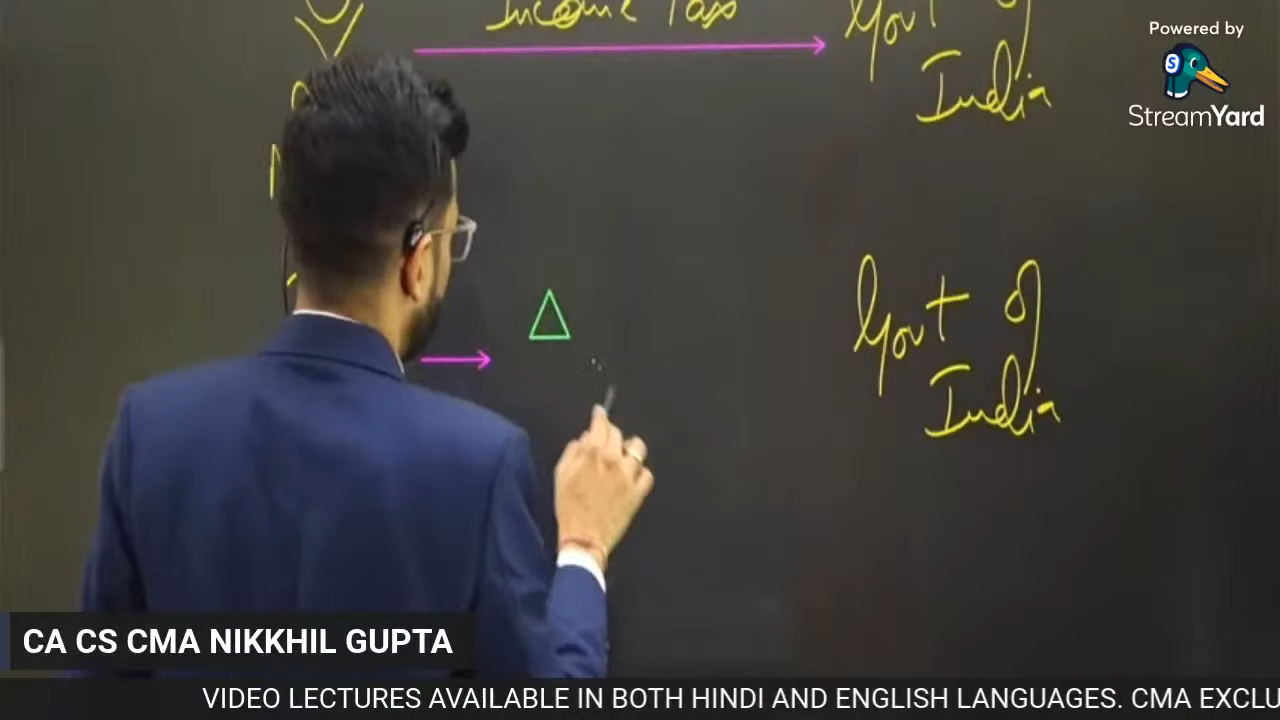 Income Tax
Govt of
India
Powered by
S
StreamYard
Govt of
India
CA CS CMA NIKKHIL GUPTA
VIDEO LECTURES AVAILABLE IN BOTH HINDI AND ENGLISH LANGUAGES. CMA EXCLU